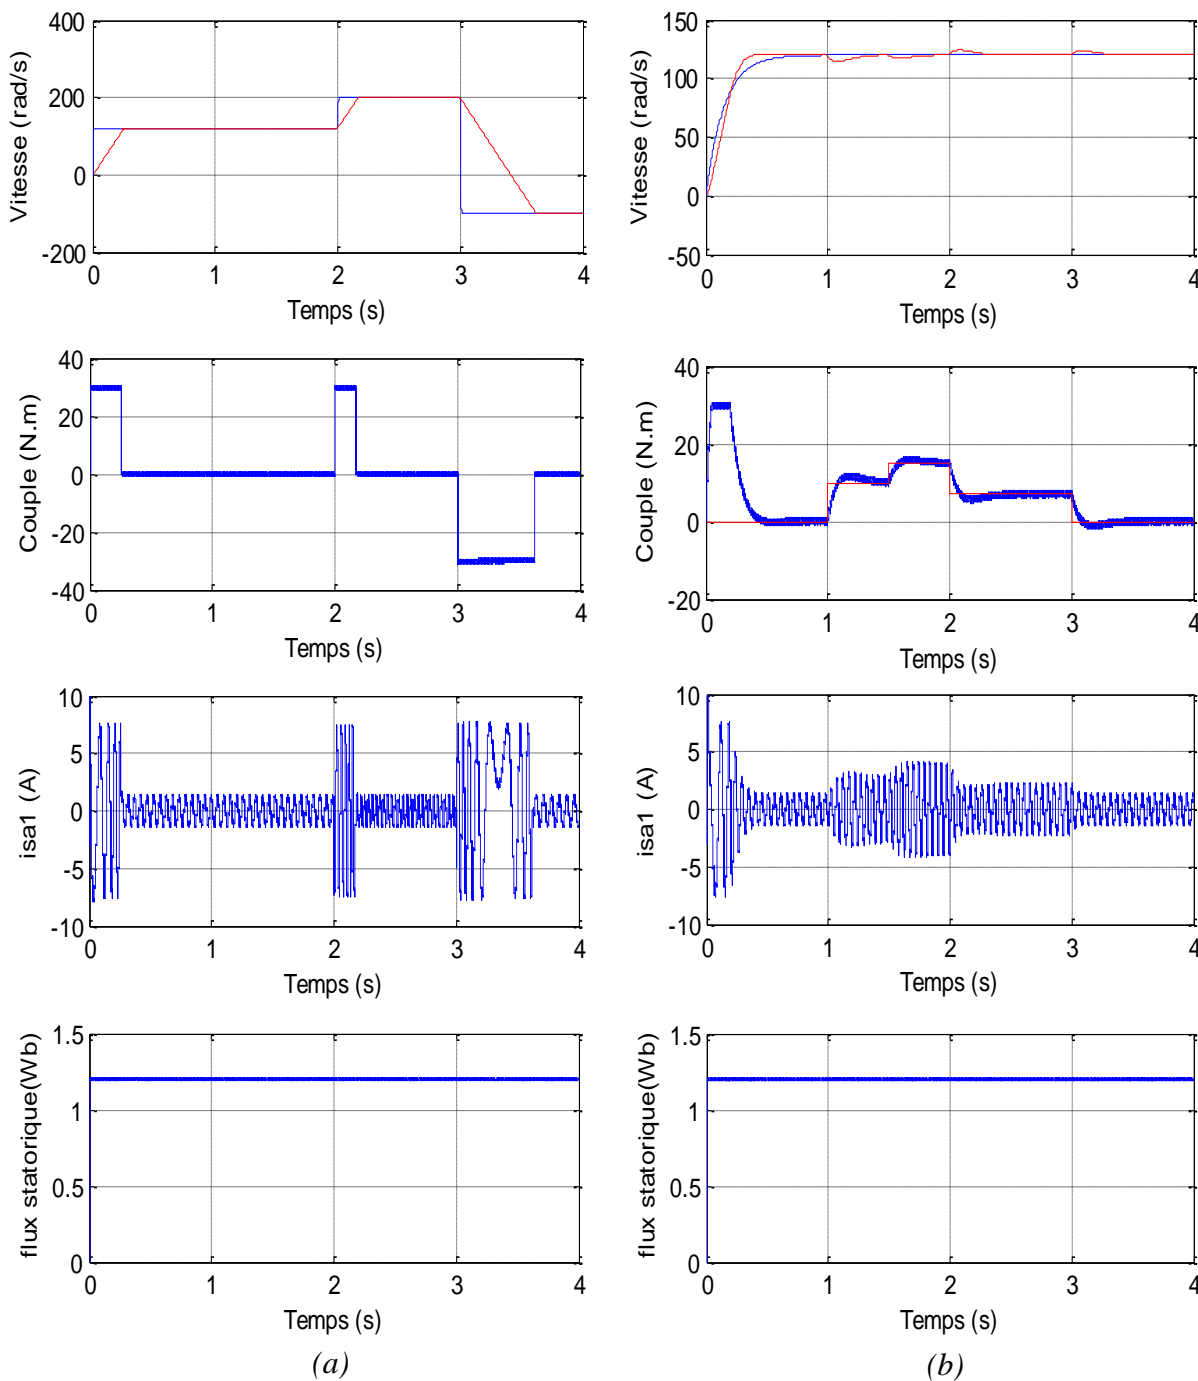 400
200
0
-200
Vitesse (rad/s)
0 1 2 3 4
Temps (s)
150
100
50
0
-50
Vitesse (rad/s)
0 1 2 3 4
Temps (s)
40
20
0
-20
-40
Couple (N.m)
0 1 2 3 4
Temps (s)
40
20
0
-20
Couple (N.m)
0 1 2 3 4
Temps (s)
10
5
0
-5
-10
isa1 (A)
0 1 2 3 4
Temps (s)
10
5
0
-5
-10
isa1 (A)
0 1 2 3 4
Temps (s)
1.5
1
0.5
0
flux statorique(Wb)
0 1 2 3 4
Temps (s)
(a)
1.5
1
0.5
0
flux statorique(Wb)
0 1 2 3 4
Temps (s)
(b)